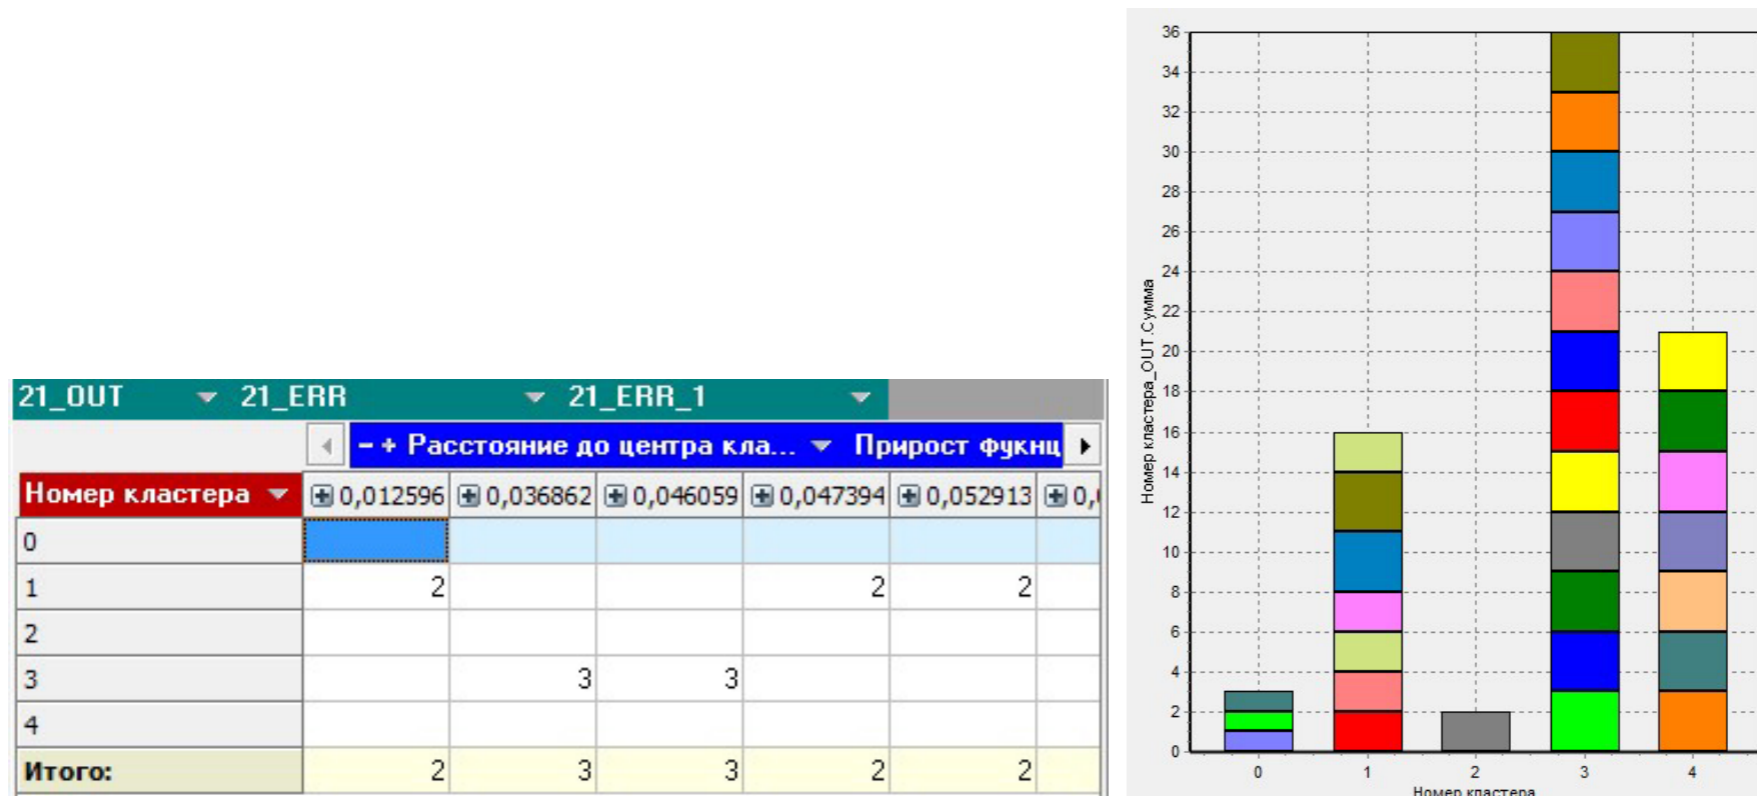 21_OUT 21_ERR 21_ERR_1
- + Расстояние до центра кла... Прирост фукнц
Номер кластера 0,012596 0,036862 0,046059 0,047394 0,052913
0
1 2 2 2
2
3 3 3
4
Итого: 2 3 3 2 2
36
34
32
30
28
26
24
22
20
18
16
14
12
10
8
6
4
2
0
Номер кластера_OUT.Сумма
0 1 2 3 4
Номер кластера